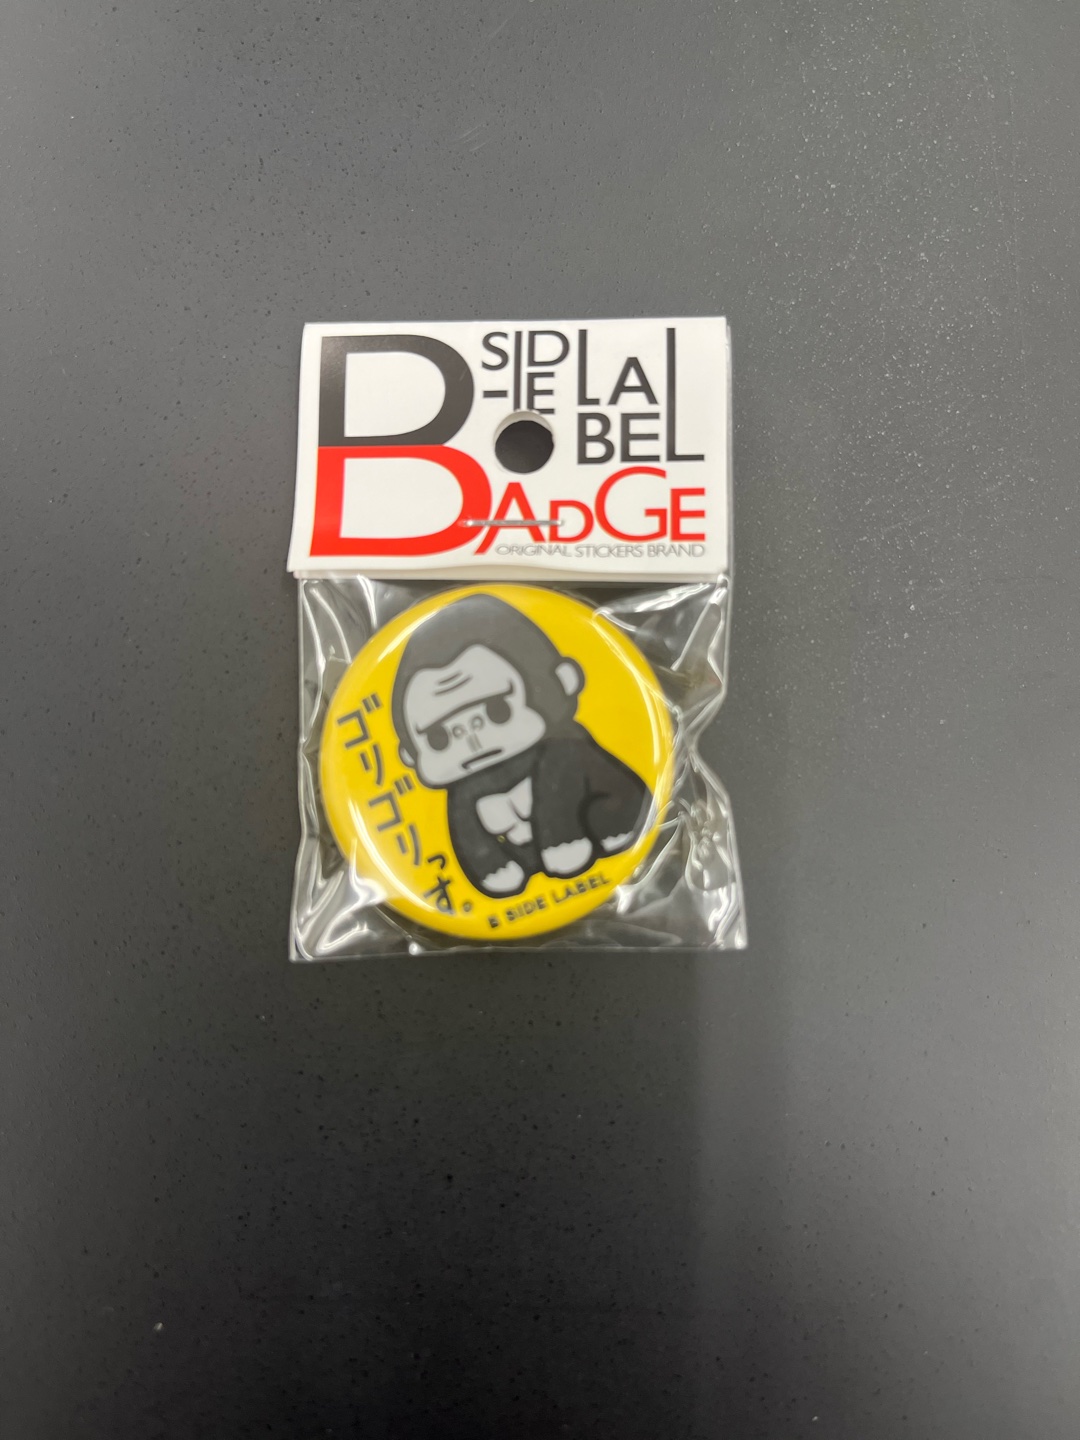 B-SIDE LABEL
BADGE
ORIGINAL STICKERS BRAND
ゴリゴリっす。
B SIDE LABEL